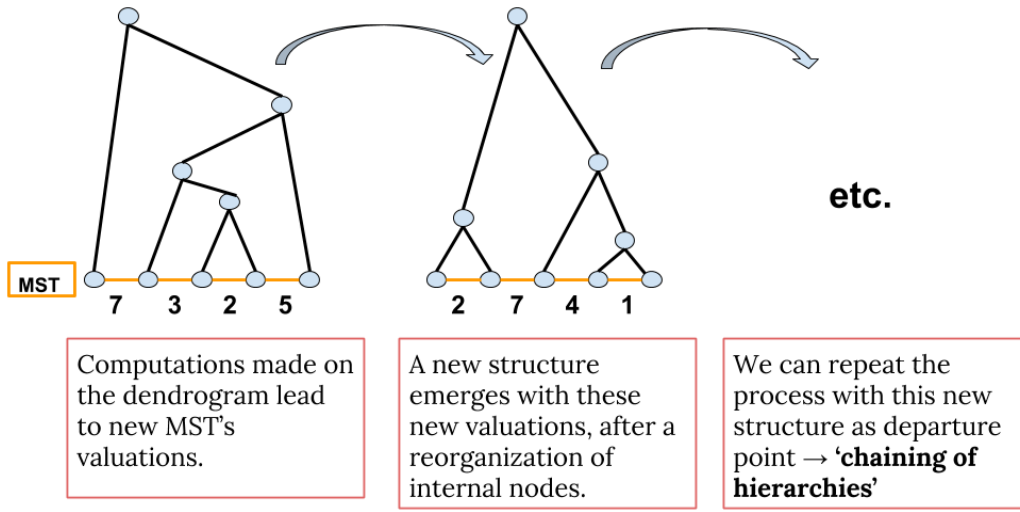 etc.
MST
7 3 2 5
2 7 4 1
Computations made on
the dendrogram lead
to new MST's
valuations.
A new structure
emerges with these
new valuations, after a
reorganization of
internal nodes.
We can repeat the
process with this new
structure as departure
point → ‘chaining of
hierarchies’